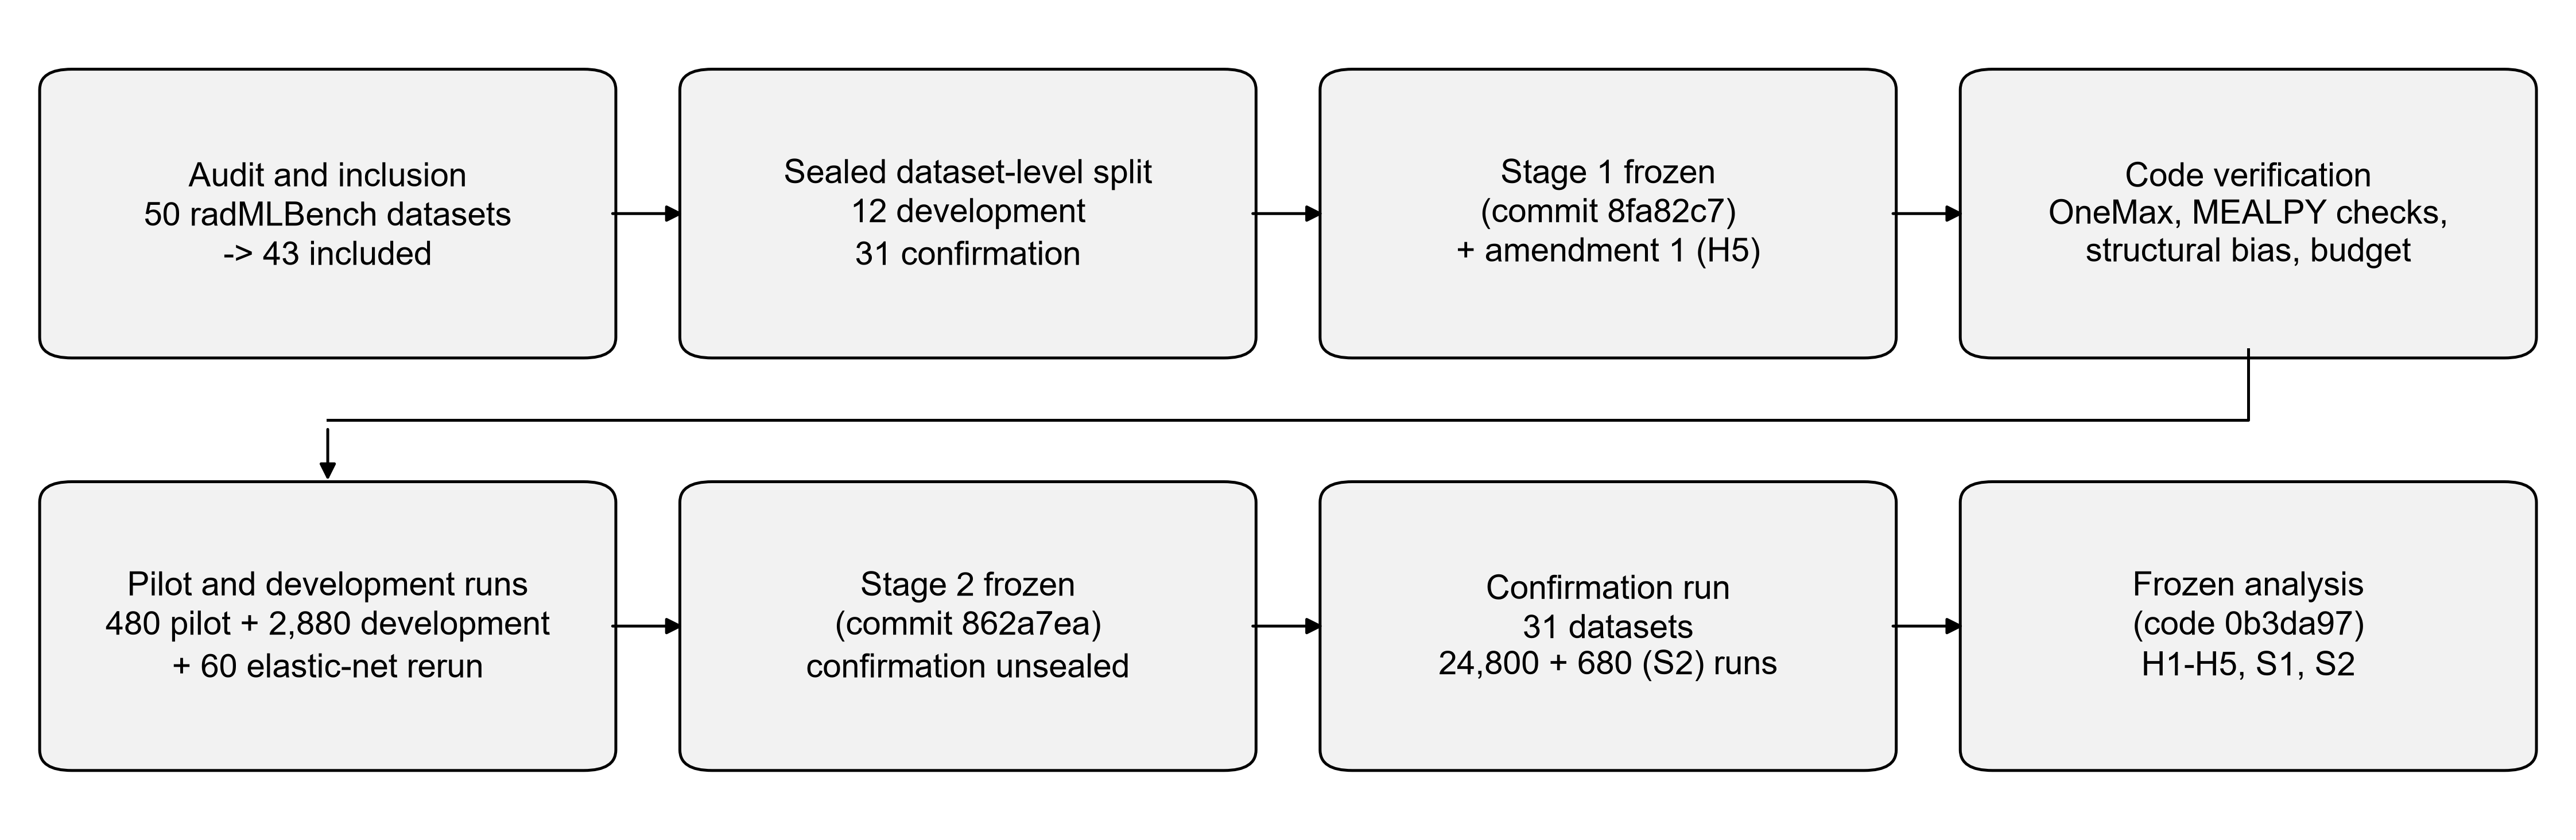 Audit and inclusion
50 radMLBench datasets
-> 43 included
Sealed dataset-level split
12 development
31 confirmation
Stage 1 frozen
(commit 8fa82c7)
+ amendment 1 (H5)
Code verification
OneMax, MEALPY checks,
structural bias, budget
Pilot and development runs
480 pilot + 2,880 development
+ 60 elastic-net rerun
Stage 2 frozen
(commit 862a7ea)
confirmation unsealed
Confirmation run
31 datasets
24,800 + 680 (S2) runs
Frozen analysis
(code 0b3da97)
H1-H5, S1, S2